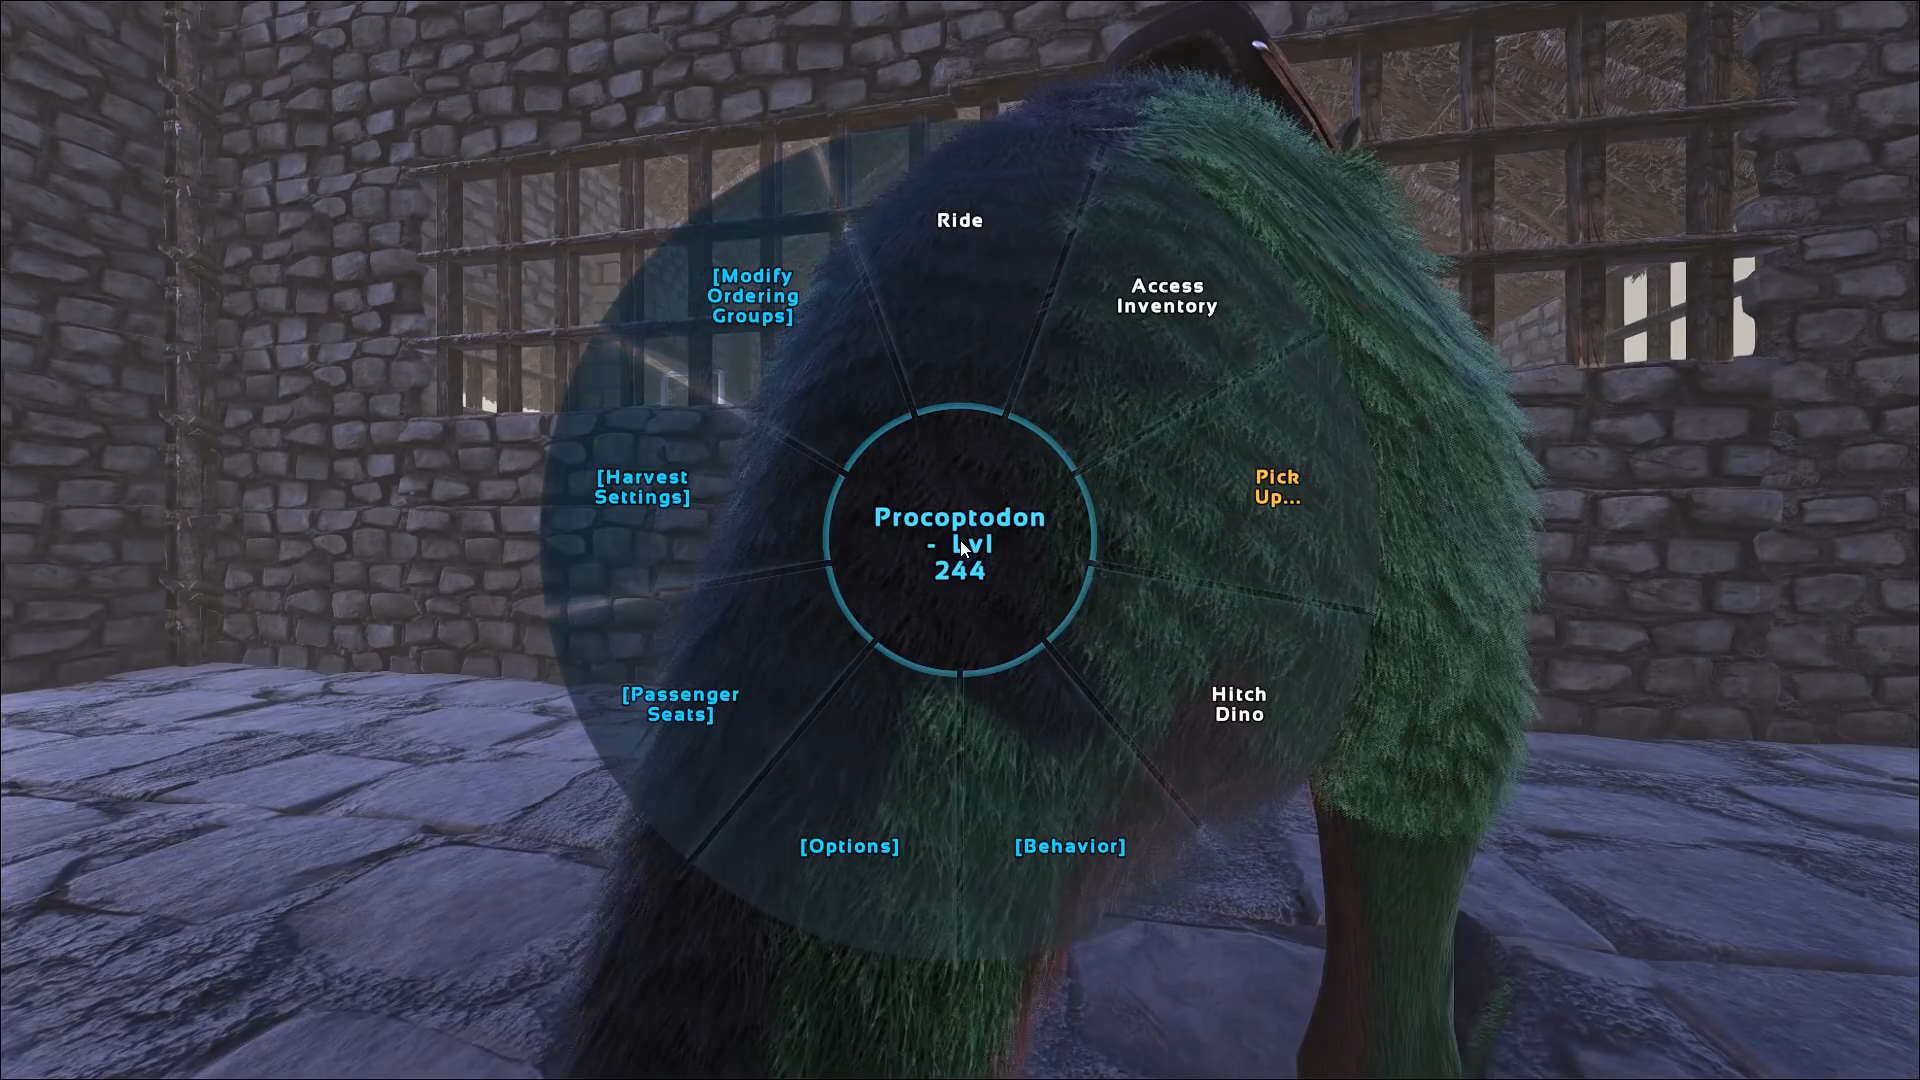 Ride
[Modify
Ordering
Groups]
Access
Inventory
[Harvest
Settings]
Pick
Up...
Procoptodon
- Lvl
244
[Passenger
Seats]
Hitch
Dino
[Options]
[Behavior]